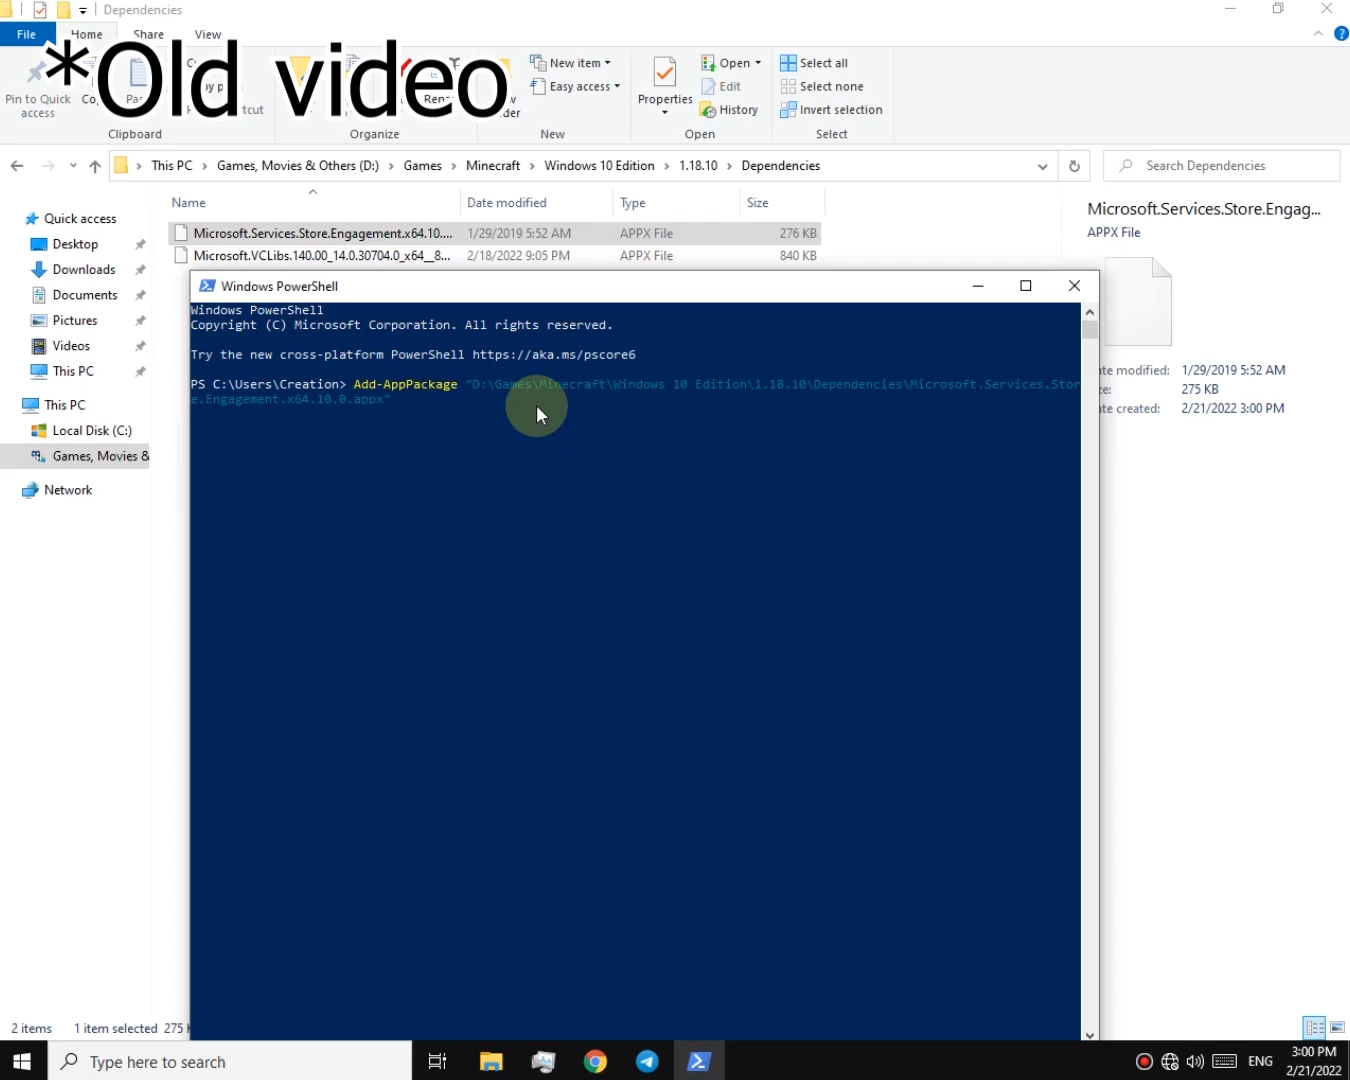 Dependencies
File
Home
Share
View
*Old video
Pin to Quick
access
Clipboard
Organize
New item
Easy access
New
Properties
Open
Edit
History
Open
Select all
Select none
Invert selection
Select
This PC
Games, Movies & Others (D:)
Games
Minecraft
Windows 10 Edition
1.18.10
Dependencies
Search Dependencies
Name
Date modified
Type
Size
Microsoft.Services.Store.Engagement.x64.10....
1/29/2019 5:52 AM
APPX File
276 KB
Microsoft.VCLibs.140.00_14.0.30704.0_x64__8...
2/18/2022 9:05 PM
APPX File
840 KB
Quick access
Desktop
Downloads
Documents
Pictures
Videos
This PC
This PC
Local Disk (C:)
Games, Movies &
Network
Microsoft.Services.Store.Engag...
APPX File
modified: 1/29/2019 5:52 AM
275 KB
created: 2/21/2022 3:00 PM
Windows PowerShell
Windows PowerShell
Copyright (C) Microsoft Corporation. All rights reserved.
Try the new cross-platform PowerShell https://aka.ms/pscore6
PS C:\Users\Creation> Add-AppPackage "D:\Games\Minecraft\Windows 10 Edition\1.18.10\Dependencies\Microsoft.Services.Stor
e.Engagement.x64.10.0.appx"
2 items
1 item selected 275
Type here to search
ENG
3:00 PM
2/21/2022